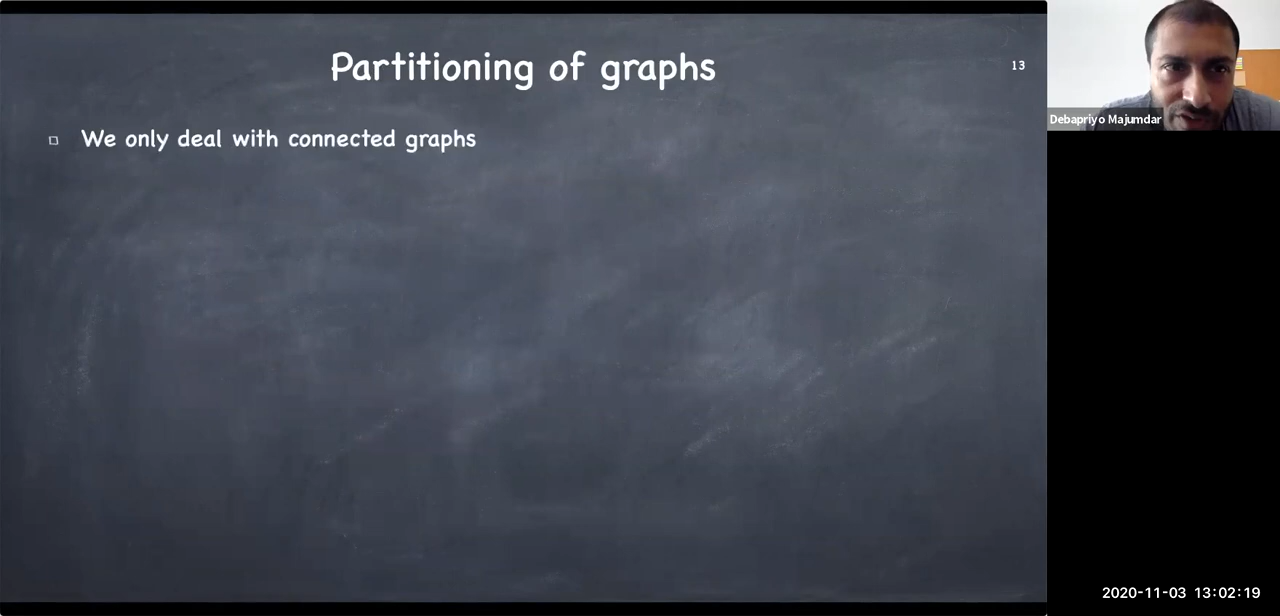 Partitioning of graphs
13
We only deal with connected graphs
Debapriyo Majumdar
2020-11-03 13:02:19